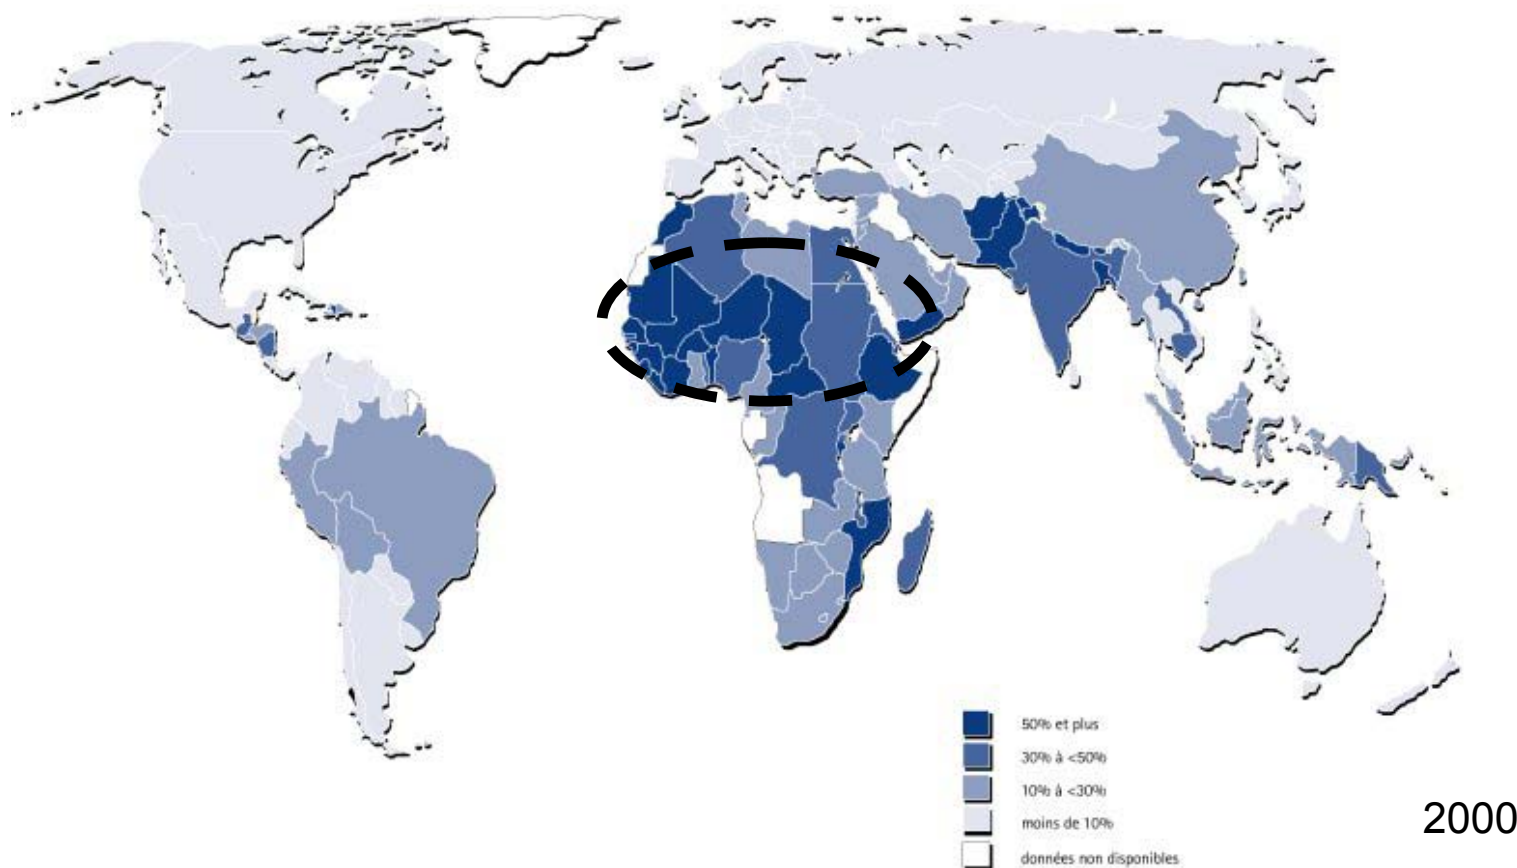 50% et plus
30% à <50%
10% à <30%
moins de 10%
données non disponibles
2000